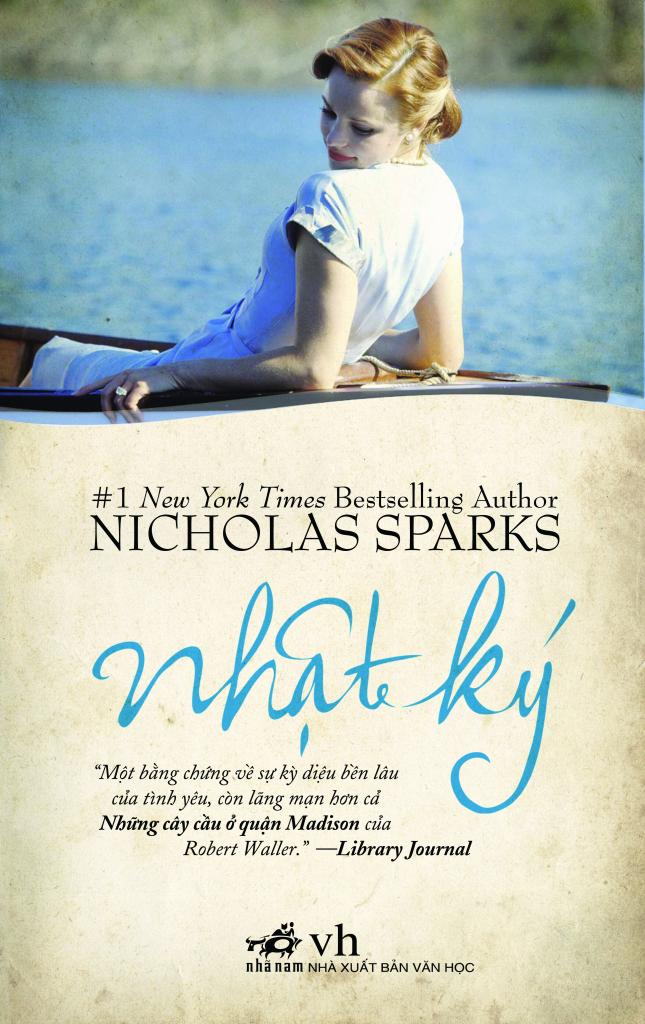 #1 New York Times Bestselling Author
NICHOLAS SPARKS
nhật ký
“Một bằng chứng về sự kỳ diệu bền lâu
của tình yêu, còn lãng mạn hơn cả
Những cây cầu ở quận Madison của
Robert Waller.” —Library Journal
vh
nhã nam NHÀ XUẤT BẢN VĂN HỌC